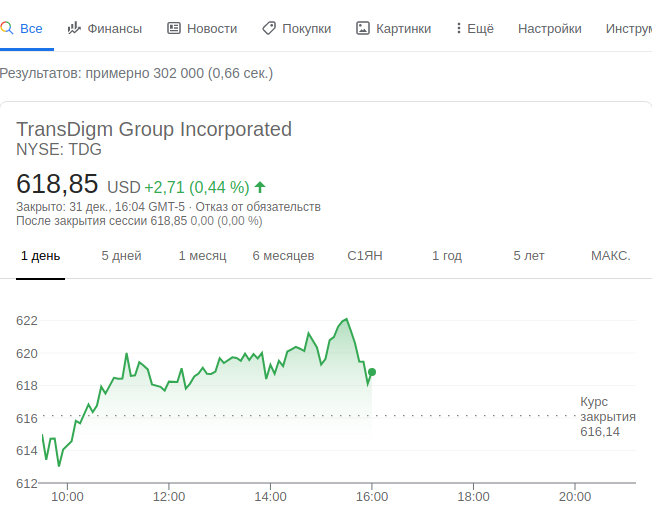 Все Финансы Новости Покупки Картинки Ещё Настройки Инструм
Результатов: примерно 302 000 (0,66 сек.)
TransDigm Group Incorporated
NYSE: TDG
618,85 USD +2,71 (0,44 %)
Закрыто: 31 дек., 16:04 GMT-5 · Отказ от обязательств
После закрытия сессии 618,85 0,00 (0,00 %)
1 день 5 дней 1 месяц 6 месяцев С1ЯН 1 год 5 лет МАКС.
622
620
618
Курс
616 закрытия
616,14
614
612
10:00 12:00 14:00 16:00 18:00 20:00